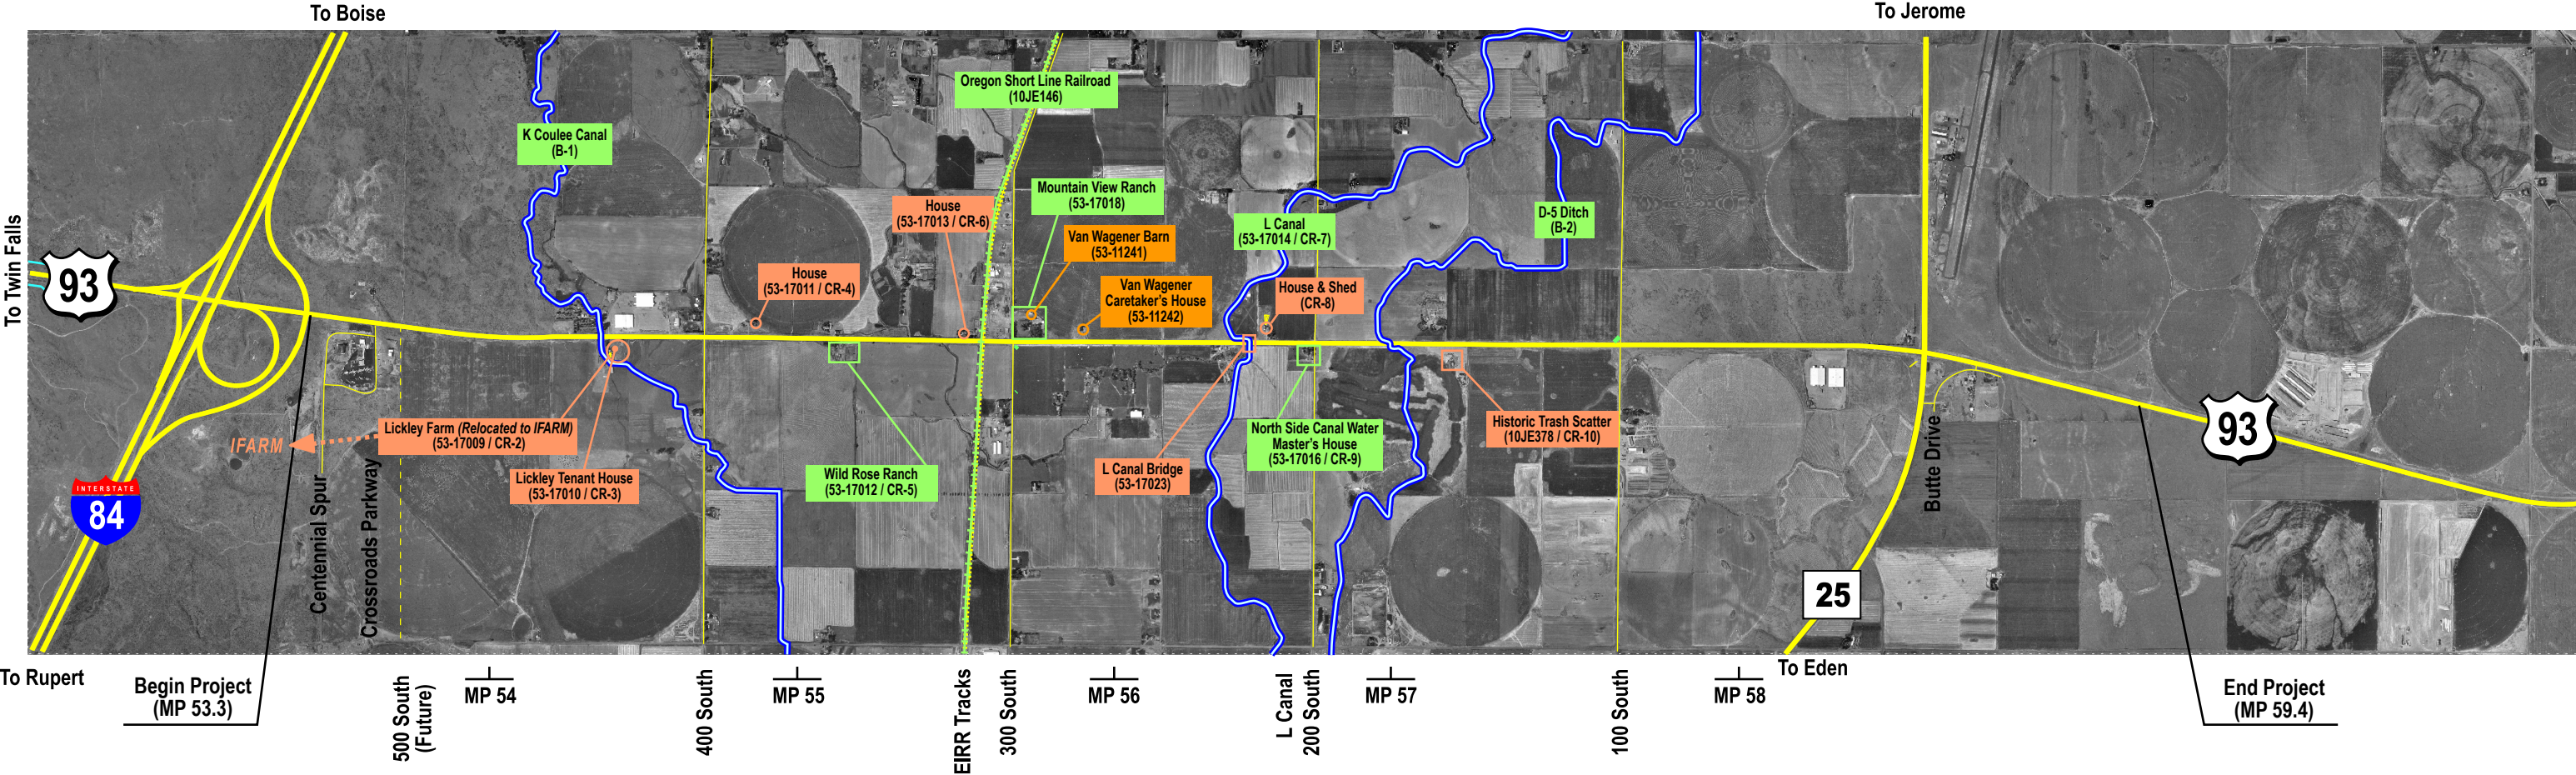 To Boise
To Jerome
Oregon Short Line Railroad
(10JE146)
K Coulee Canal
(B-1)
Mountain View Ranch
(53-17018)
House
(53-17013 / CR-6)
L Canal
(53-17014 / CR-7)
D-5 Ditch
(B-2)
Van Wagener Barn
(53-11241)
To Twin Falls
93
House
(53-17011 / CR-4)
Van Wagener
Caretaker's House
(53-11242)
House & Shed
(CR-8)
Lickley Farm (Relocated to IFARM)
(53-17009 / CR-2)
IFARM
Historic Trash Scatter
(10JE378 / CR-10)
93
North Side Canal Water
Master's House
(53-17016 / CR-9)
Lickley Tenant House
(53-17010 / CR-3)
Wild Rose Ranch
(53-17012 / CR-5)
L Canal Bridge
(53-17023)
Butte Drive
INTERSTATE
84
Centennial Spur
Crossroads Parkway
25
To Rupert
To Eden
Begin Project
(MP 53.3)
500 South
(Future)
MP 54
400 South
MP 55
EIRR Tracks
300 South
MP 56
L Canal
200 South
MP 57
100 South
MP 58
End Project
(MP 59.4)